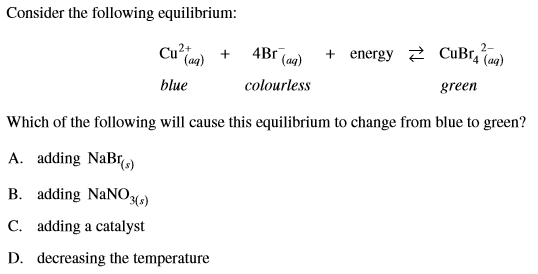 Consider the following equilibrium:
Cu²⁺(aq) + 4Br⁻(aq) + energy ⇄ CuBr₄²⁻(aq)
blue colourless green
Which of the following will cause this equilibrium to change from blue to green?
A. adding NaBr(s)
B. adding NaNO₃(s)
C. adding a catalyst
D. decreasing the temperature